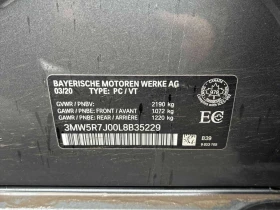 BAYERISCHE MOTOREN WERKE AG
03/20 TYPE: PC / VT
GVWR / PNBV: 2190 kg
GAWR / PNBE: FRONT / AVANT 1072 kg
GAWR / PNBE: REAR / ARRIÈRE 1220 kg
3MW5R7J00L8B35229
EC
B39